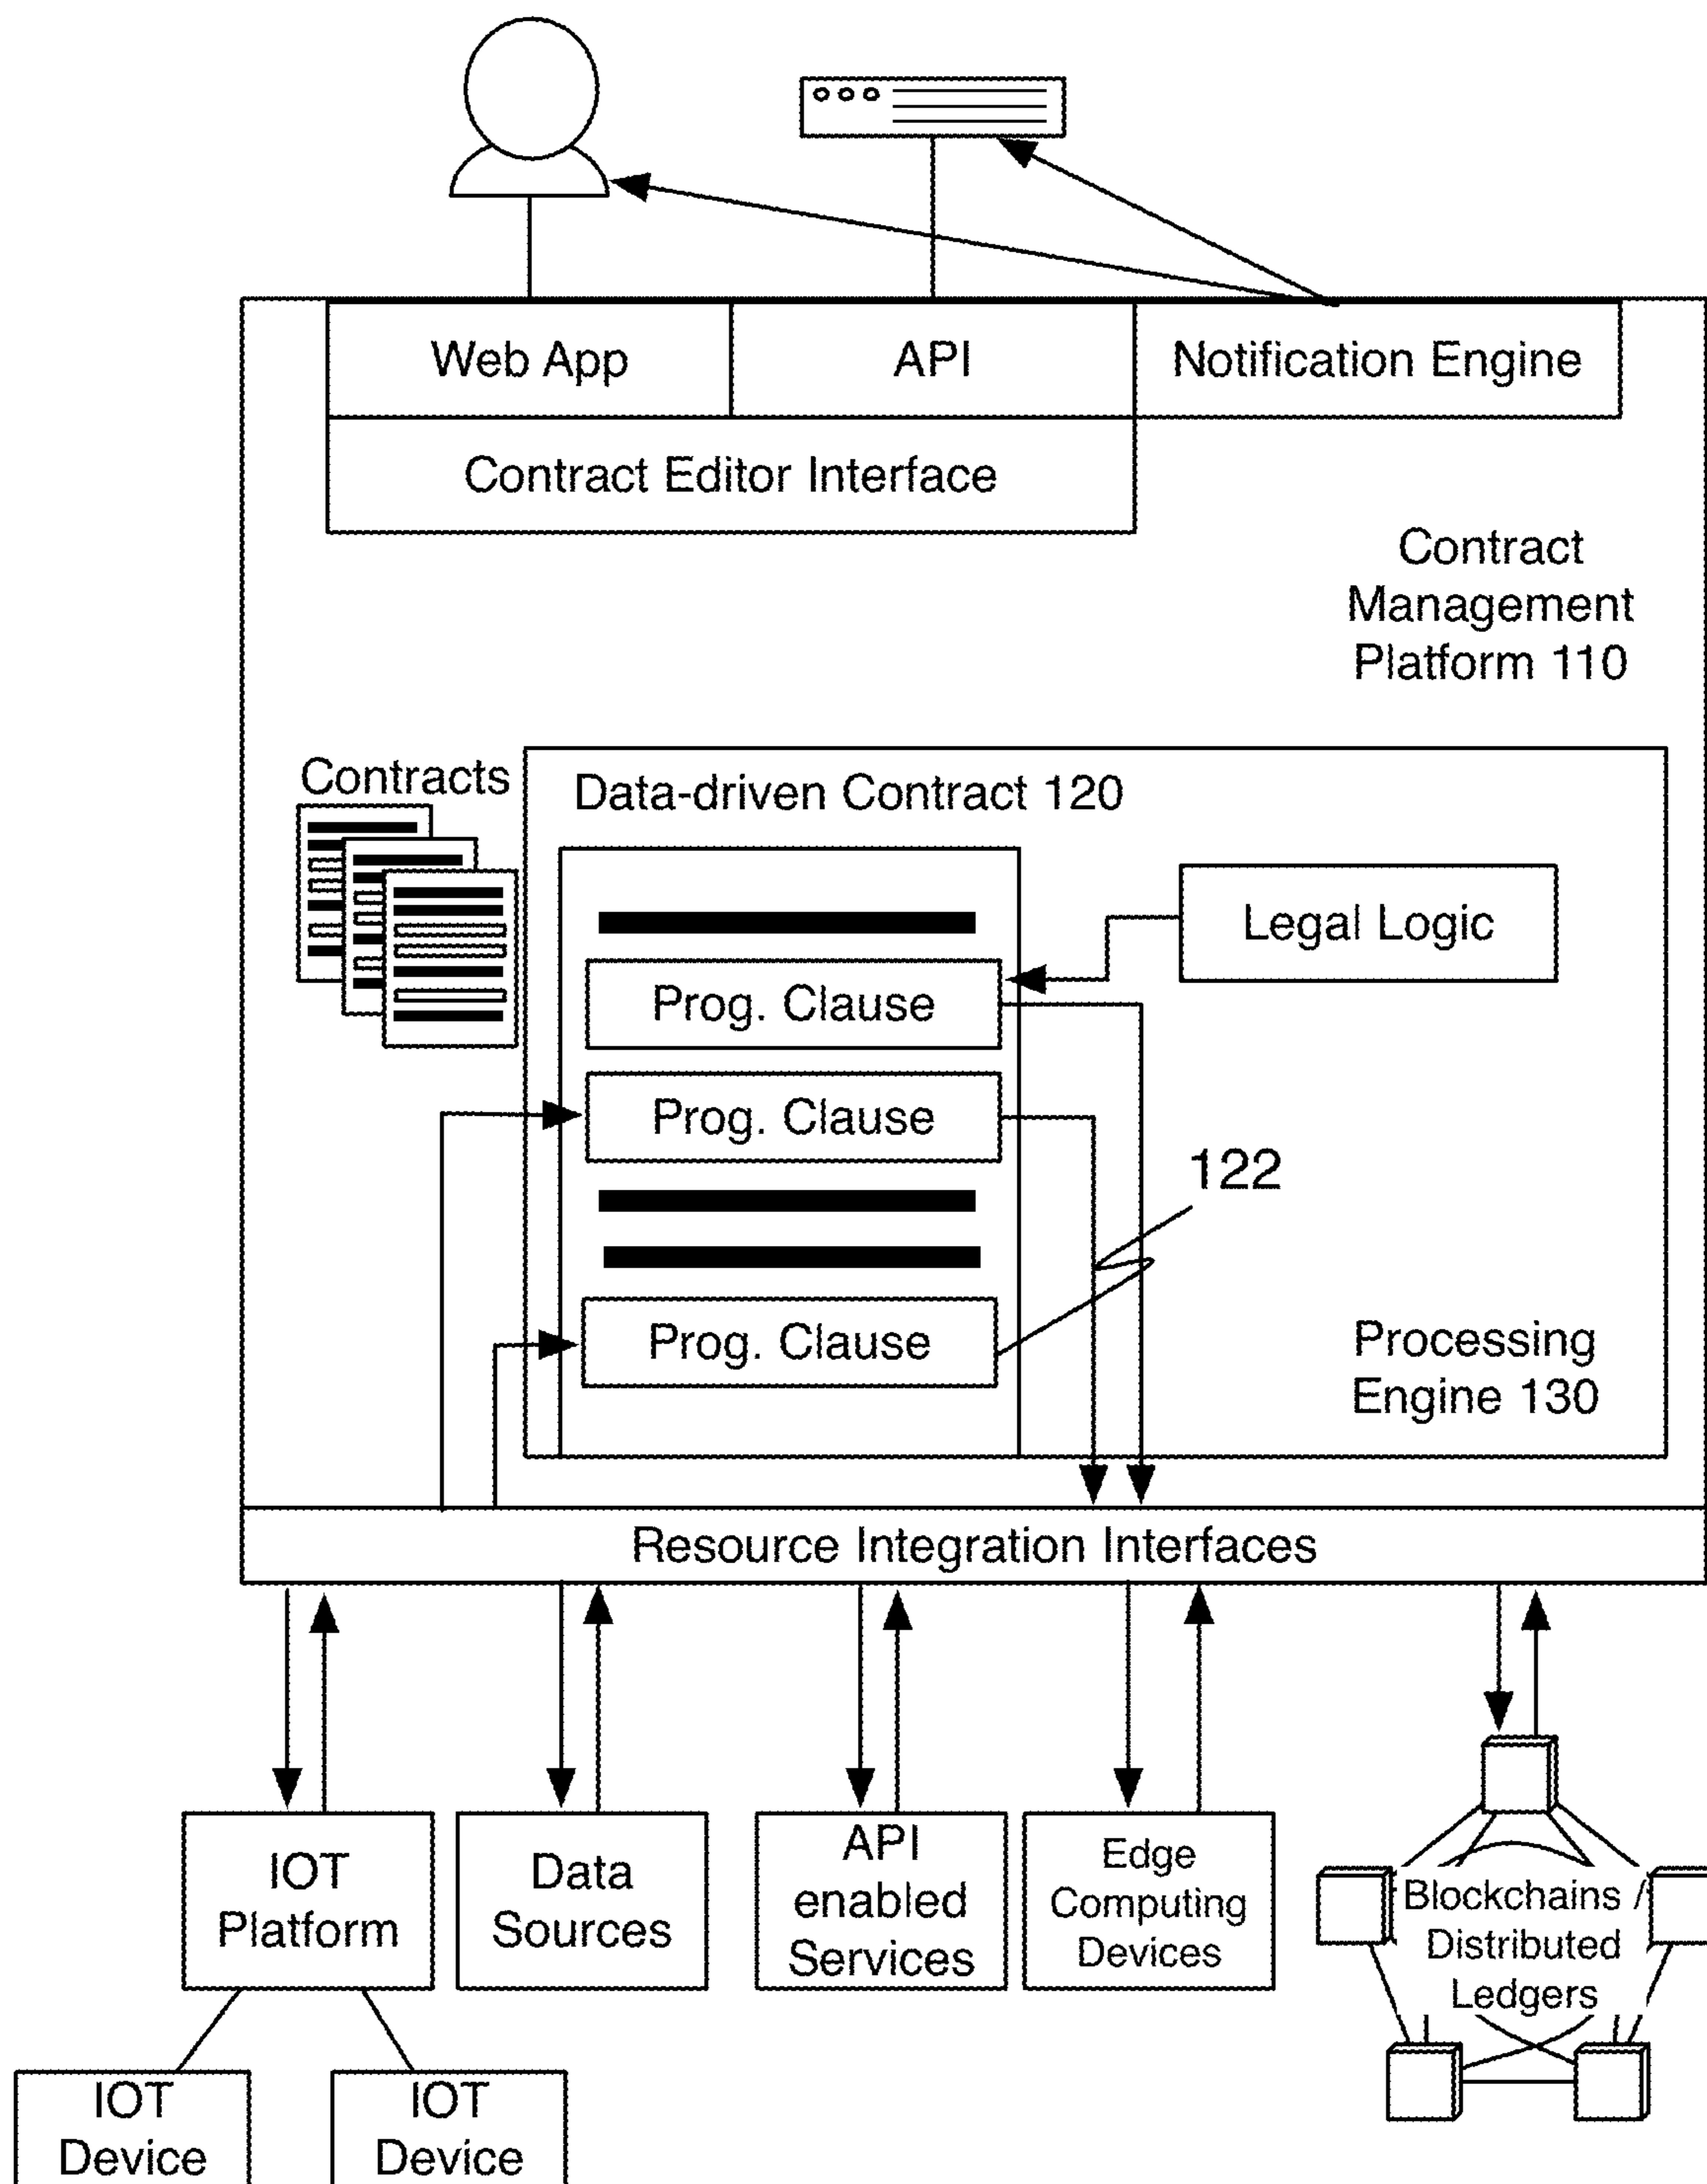 Web App
API
Notification Engine
Contract Editor Interface
Contract
Management
Platform 110
Contracts
Data-driven Contract 120
Legal Logic
Prog. Clause
Prog. Clause
122
Prog. Clause
Processing
Engine 130
Resource Integration Interfaces
IOT
Platform
Data
Sources
API
enabled
Services
Edge
Computing
Devices
Blockchains /
Distributed
Ledgers
IOT
Device
IOT
Device